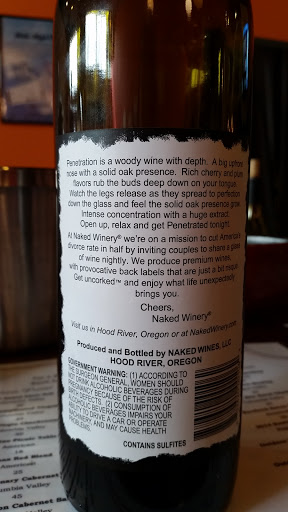 Penetration is a woody wine with depth. A big upfront
nose with a solid oak presence. Rich cherry and plum
flavors rub the buds deep down on your tongue.
Watch the legs release as they spread to perfection
down the glass and feel the solid oak presence grow.
Intense concentration with a huge extract.
Open up, relax and get Penetrated tonight.
At Naked Winery® we're on a mission to cut America's
divorce rate in half by inviting couples to share a glass
of wine nightly. We produce premium wines
with provocative back labels that are just a bit risqué.
Get uncorked™ and enjoy what life unexpectedly
brings you.
Cheers,
Naked Winery®
Visit us in Hood River, Oregon or at NakedWinery.com
Produced and Bottled by NAKED WINES, LLC
HOOD RIVER, OREGON
GOVERNMENT WARNING: (1) ACCORDING TO
THE SURGEON GENERAL, WOMEN SHOULD
NOT DRINK ALCOHOLIC BEVERAGES DURING
PREGNANCY BECAUSE OF THE RISK OF
BIRTH DEFECTS. (2) CONSUMPTION OF
ALCOHOLIC BEVERAGES IMPAIRS YOUR
ABILITY TO DRIVE A CAR OR OPERATE
MACHINERY, AND MAY CAUSE HEALTH
PROBLEMS.
CONTAINS SULFITES
Blend
Columbia Valley
45
Cabernet